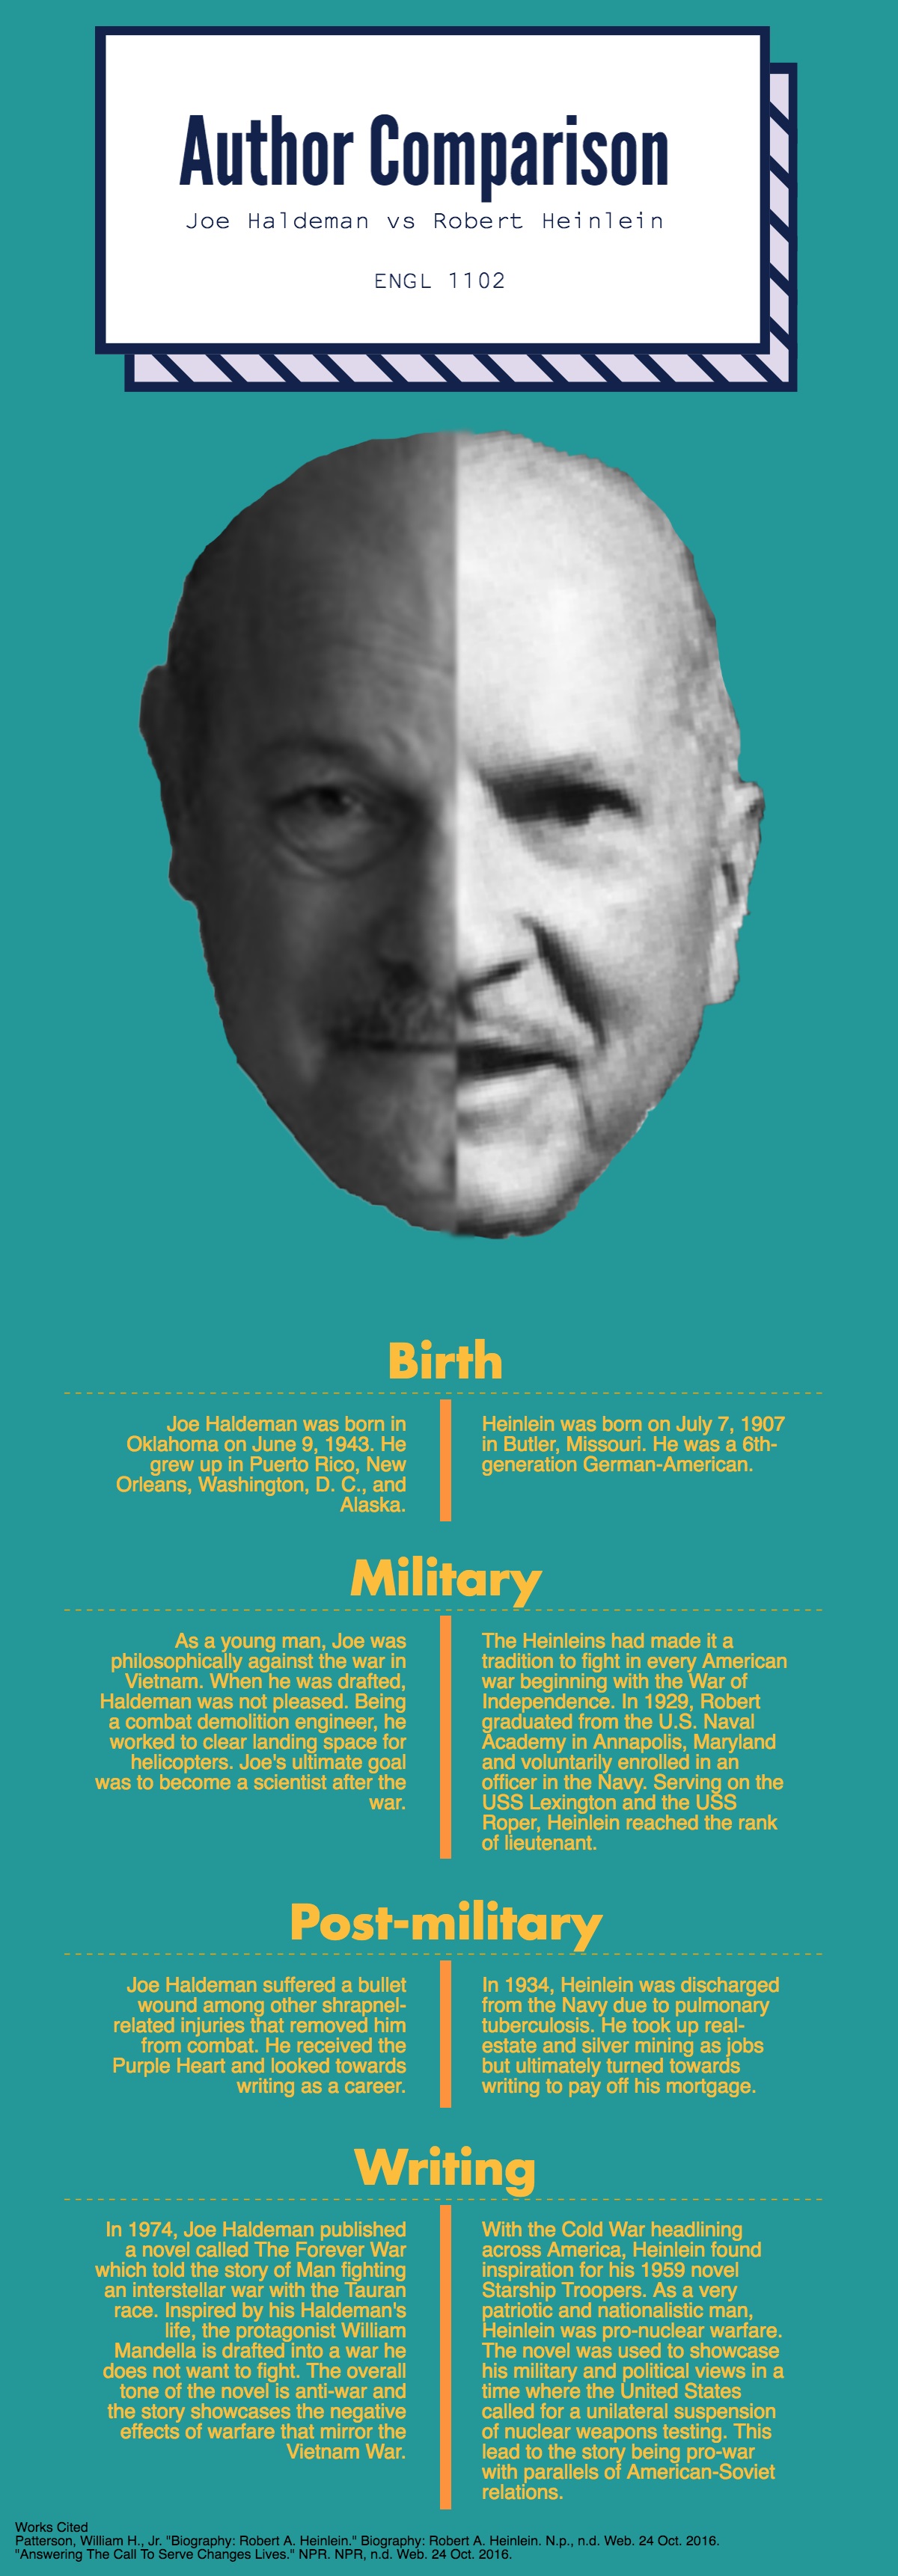 Author Comparison
Joe Haldeman vs Robert Heinlein
ENGL 1102
Birth
Joe Haldeman was born in
Oklahoma on June 9, 1943. He
grew up in Puerto Rico, New
Orleans, Washington, D. C., and
Alaska.
Heinlein was born on July 7, 1907
in Butler, Missouri. He was a 6th-
generation German-American.
Military
As a young man, Joe was
philosophically against the war in
Vietnam. When he was drafted,
Haldeman was not pleased. Being
a combat demolition engineer, he
worked to clear landing space for
helicopters. Joe's ultimate goal
was to become a scientist after the
war.
The Heinleins had made it a
tradition to fight in every American
war beginning with the War of
Independence. In 1929, Robert
graduated from the U.S. Naval
Academy in Annapolis, Maryland
and voluntarily enrolled in an
officer in the Navy. Serving on the
USS Lexington and the USS
Roper, Heinlein reached the rank
of lieutenant.
Post-military
Joe Haldeman suffered a bullet
wound among other shrapnel-
related injuries that removed him
from combat. He received the
Purple Heart and looked towards
writing as a career.
In 1934, Heinlein was discharged
from the Navy due to pulmonary
tuberculosis. He took up real-
estate and silver mining as jobs
but ultimately turned towards
writing to pay off his mortgage.
Writing
In 1974, Joe Haldeman published
a novel called The Forever War
which told the story of Man fighting
an interstellar war with the Tauran
race. Inspired by his Haldeman's
life, the protagonist William
Mandella is drafted into a war he
does not want to fight. The overall
tone of the novel is anti-war and
the story showcases the negative
effects of warfare that mirror the
Vietnam War.
With the Cold War headlining
across America, Heinlein found
inspiration for his 1959 novel
Starship Troopers. As a very
patriotic and nationalistic man,
Heinlein was pro-nuclear warfare.
The novel was used to showcase
his military and political views in a
time where the United States
called for a unilateral suspension
of nuclear weapons testing. This
lead to the story being pro-war
with parallels of American-Soviet
relations.
Works Cited
Patterson, William H., Jr. "Biography: Robert A. Heinlein." Biography: Robert A. Heinlein. N.p., n.d. Web. 24 Oct. 2016.
"Answering The Call To Serve Changes Lives." NPR. NPR, n.d. Web. 24 Oct. 2016.